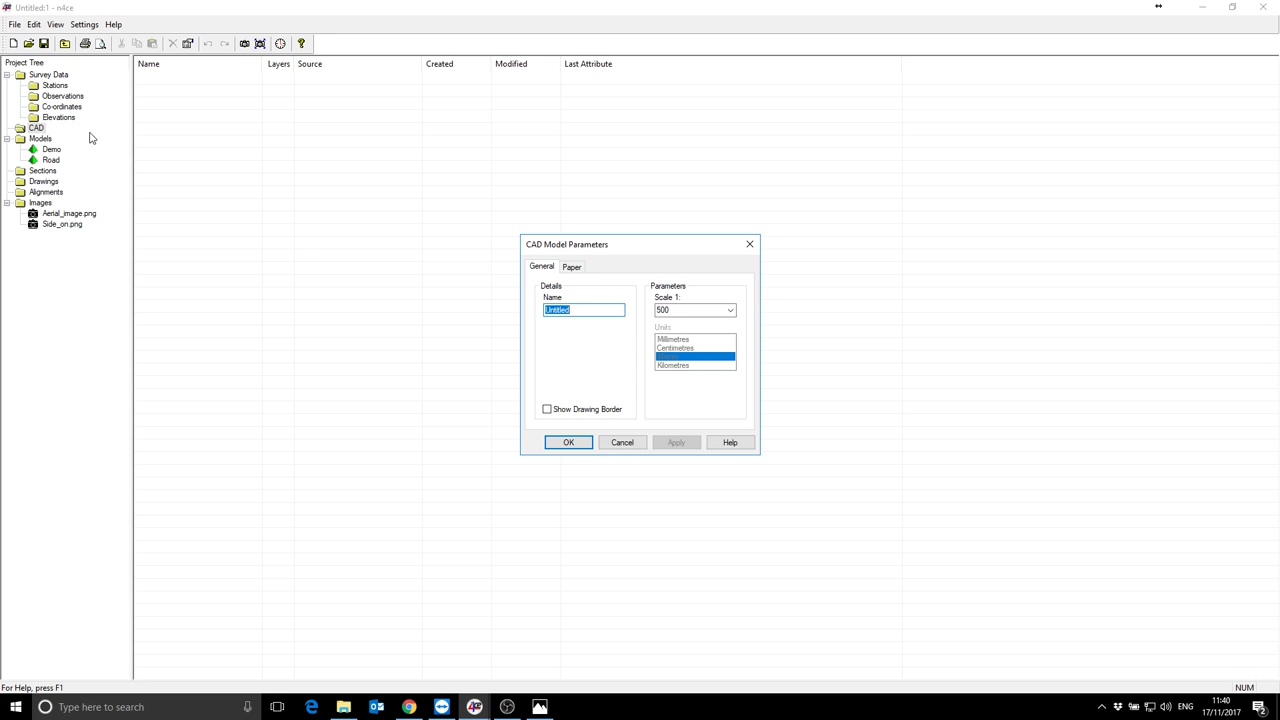 Untitled:1 - n4ce
File Edit View Settings Help
Project Tree
Survey Data
Stations
Observations
Co-ordinates
Elevations
CAD
Models
Demo
Road
Sections
Drawings
Alignments
Images
Aerial_image.png
Side_on.png
Name Layers Source Created Modified Last Attribute
CAD Model Parameters
General Paper
Details
Name
Untitled
Show Drawing Border
Parameters
Scale 1:
500
Units
Millimetres
Centimetres
Kilometres
OK Cancel Apply Help
For Help, press F1
NUM
Type here to search
ENG
11:40
17/11/2017
2